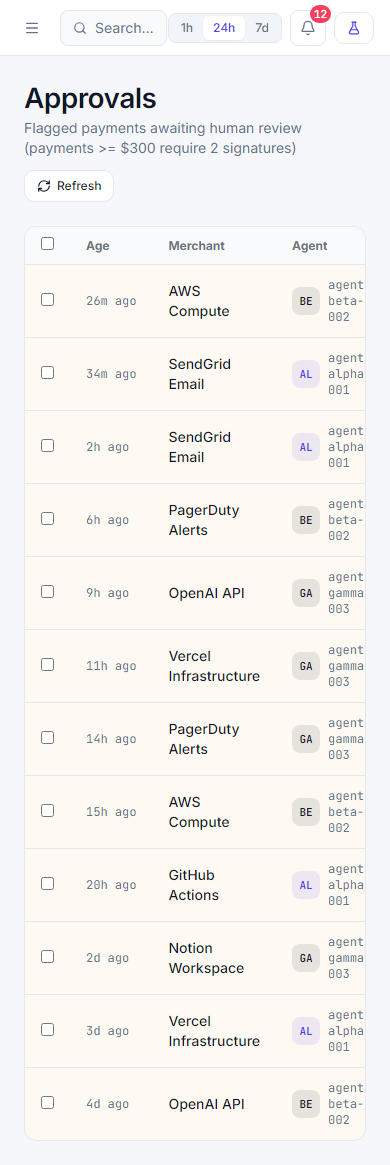 Search... 1h 24h 7d 12
Approvals
Flagged payments awaiting human review
(payments >= $300 require 2 signatures)
Refresh
Age Merchant Agent
26m ago AWS Compute BE agent beta-002
34m ago SendGrid Email AL agent alpha 001
2h ago SendGrid Email AL agent alpha 001
6h ago PagerDuty Alerts BE agent beta-002
9h ago OpenAI API GA agent gamma 003
11h ago Vercel Infrastructure GA agent gamma 003
14h ago PagerDuty Alerts GA agent gamma 003
15h ago AWS Compute BE agent beta-002
20h ago GitHub Actions AL agent alpha 001
2d ago Notion Workspace GA agent gamma 003
3d ago Vercel Infrastructure AL agent alpha 001
4d ago OpenAI API BE agent beta-002